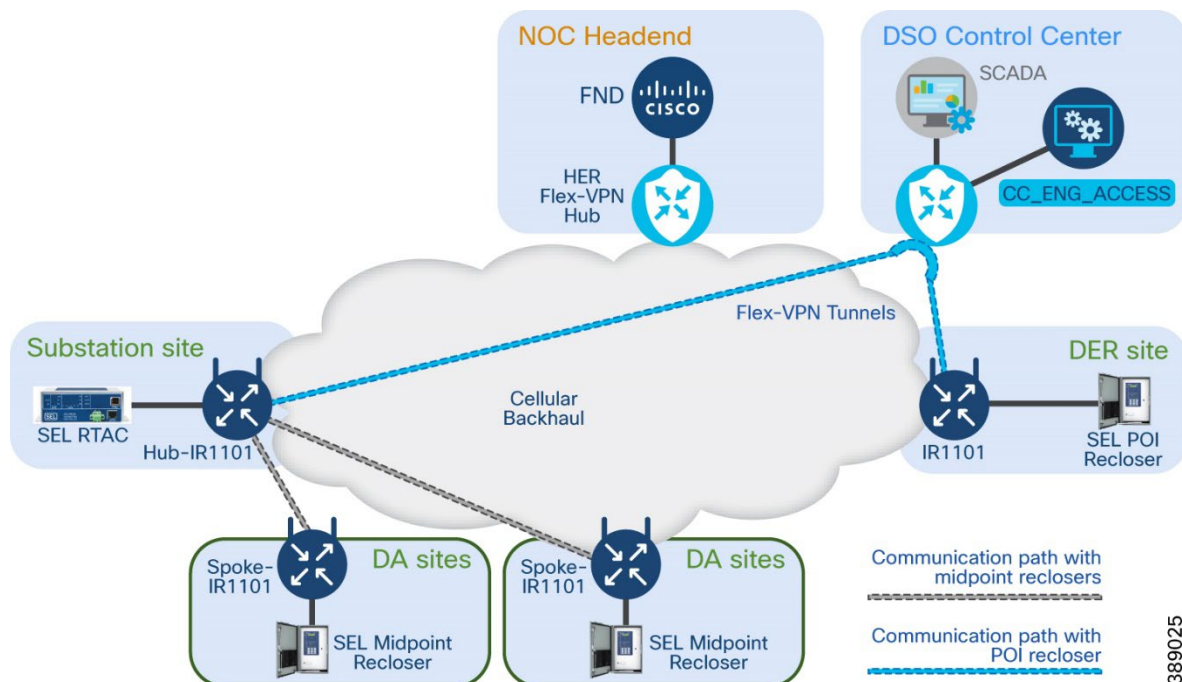 NOC Headend
FND
CISCO
HER
Flex-VPN
Hub
DSO Control Center
SCADA
CC_ENG_ACCESS
Flex-VPN Tunnels
Substation site
SEL
SEL RTAC
Hub-IR1101
Cellular
Backhaul
DER site
IR1101
SEL POI
Recloser
Spoke-
IR1101
DA sites
SEL Midpoint
Recloser
Spoke-
IR1101
DA sites
SEL Midpoint
Recloser
Communication path with
midpoint reclosers
Communication path with
POI recloser
389025